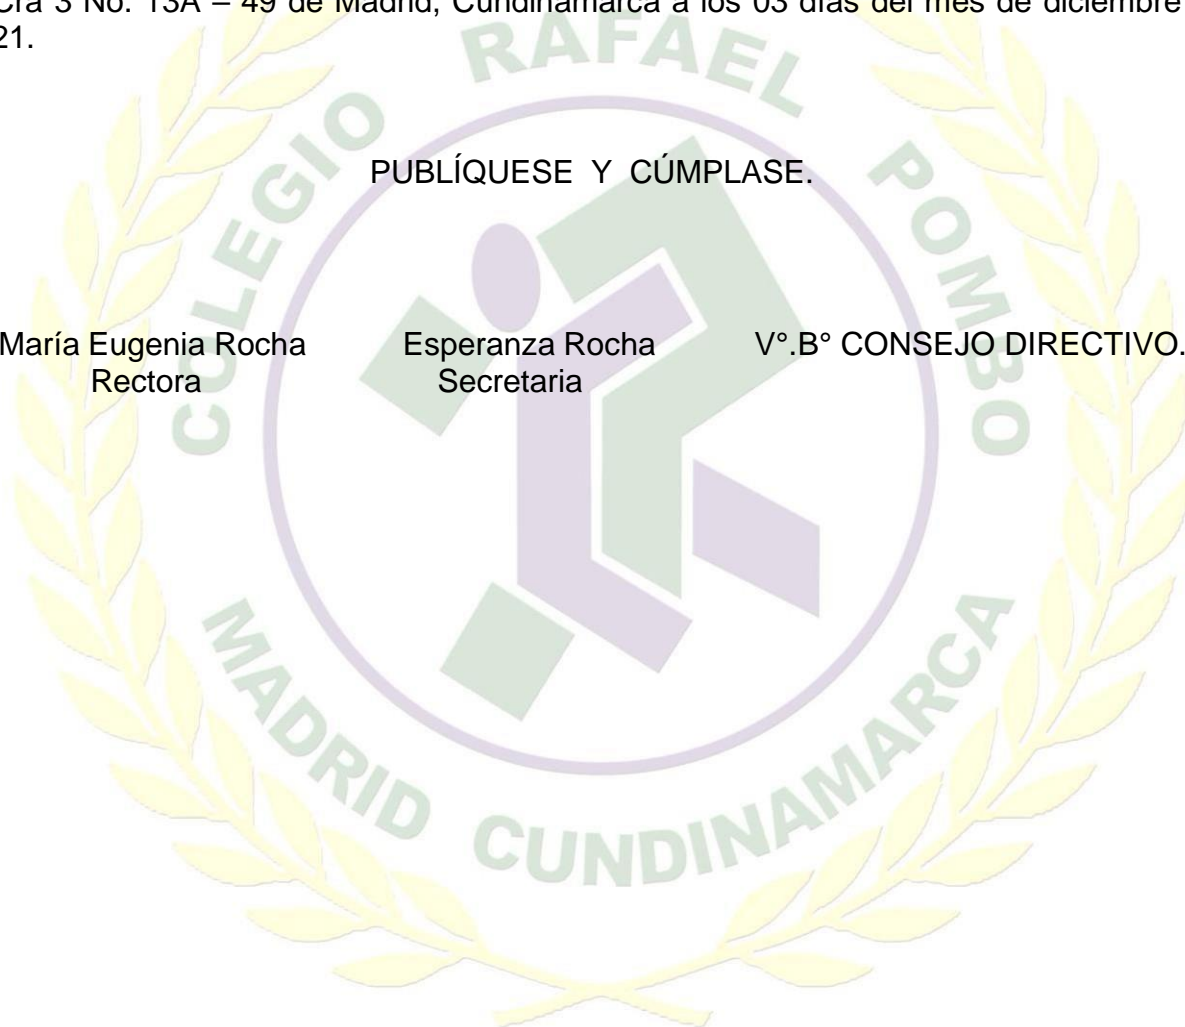 Cra 3 No. 13A – 49 de Madrid, Cundinamarca a los 03 días del mes de diciembre
21.
COLEGIO RAFAEL POMBO
PUBLÍQUESE Y CÚMPLASE.
María Eugenia Rocha Esperanza Rocha V°.B° CONSEJO DIRECTIVO.
Rectora Secretaria
MADRID CUNDINAMARCA